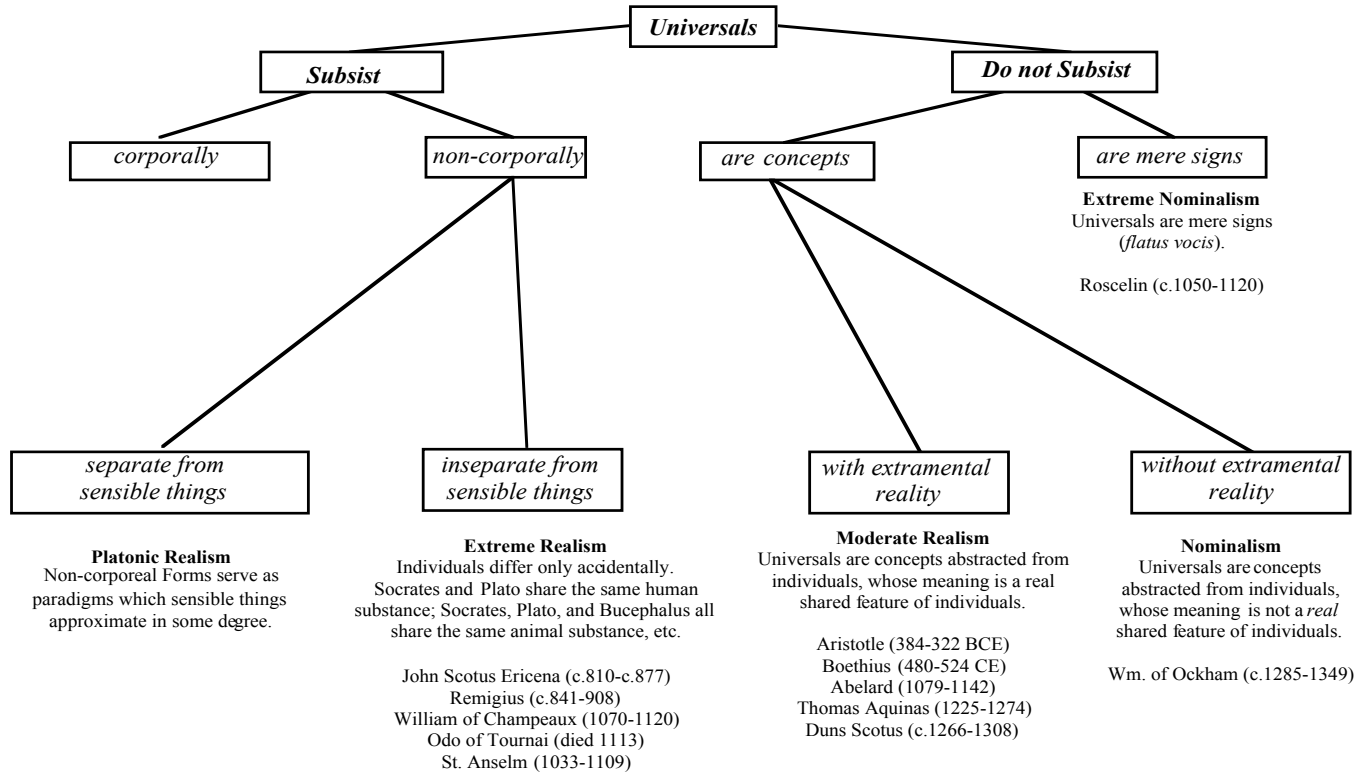 Universals
Subsist
Do not Subsist
corporally
non-corporally
are concepts
are mere signs
Extreme Nominalism
Universals are mere signs
(flatus vocis).
Roscelin (c.1050-1120)
separate from
sensible things
inseparate from
sensible things
with extramental
reality
without extramental
reality
Platonic Realism
Non-corporeal Forms serve as
paradigms which sensible things
approximate in some degree.
Extreme Realism
Individuals differ only accidentally.
Socrates and Plato share the same human
substance; Socrates, Plato, and Bucephalus all
share the same animal substance, etc.
John Scotus Ericena (c.810-c.877)
Remigius (c.841-908)
William of Champeaux (1070-1120)
Odo of Tournai (died 1113)
St. Anselm (1033-1109)
Moderate Realism
Universals are concepts abstracted from
individuals, whose meaning is a real
shared feature of individuals.
Aristotle (384-322 BCE)
Boethius (480-524 CE)
Abelard (1079-1142)
Thomas Aquinas (1225-1274)
Duns Scotus (c.1266-1308)
Nominalism
Universals are concepts
abstracted from individuals,
whose meaning is not a real
shared feature of individuals.
Wm. of Ockham (c.1285-1349)